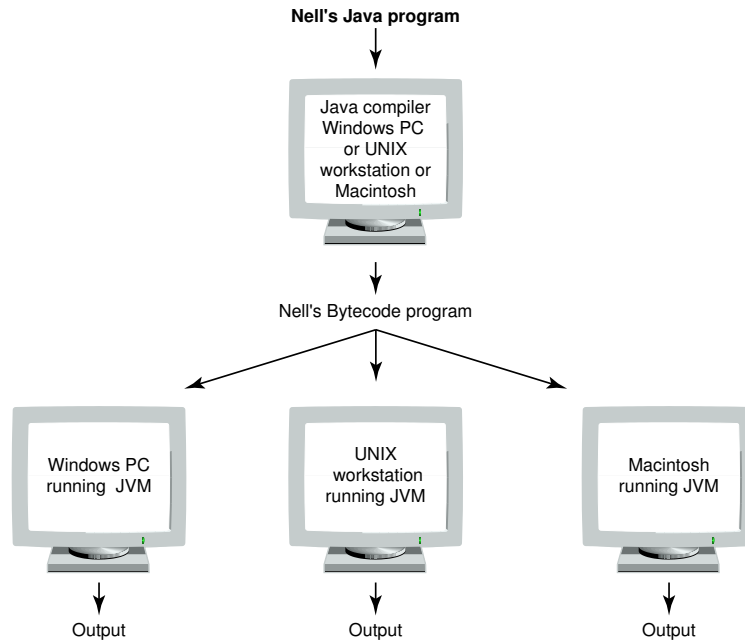 Nell's Java program
Java compiler
Windows PC
or UNIX
workstation or
Macintosh
Nell's Bytecode program
Windows PC
running JVM
UNIX
workstation
running JVM
Macintosh
running JVM
Output
Output
Output